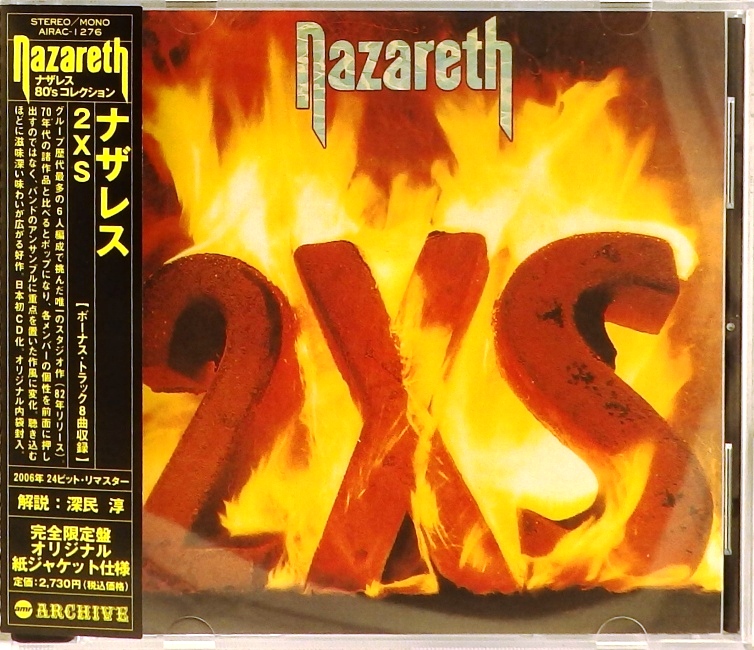 STEREO/MONO
AIRAC-1276
Nazareth
ナザレス
80'sコレクション
ナザレス
2XS
[ボーナス・トラック8曲収録]
グループ歴代最多の6人編成で挑んだ唯一のスタジオ作(82年リリース)。
70年代の諸作品と比べるとポップになり、各メンバーの個性を前面に押し
出すのではなく、バンドのアンサンブルに重点を置いた作風に変化。聴き込む
ほどに滋味深い味わいが広がる好作。日本初CD化。オリジナル内袋封入。
2006年 24ビット・リマスター
解説:深民 淳
完全限定盤
オリジナル
紙ジャケット仕様
定価:2,730円(税込価格)
amr ARCHIVE
Nazareth
2XS